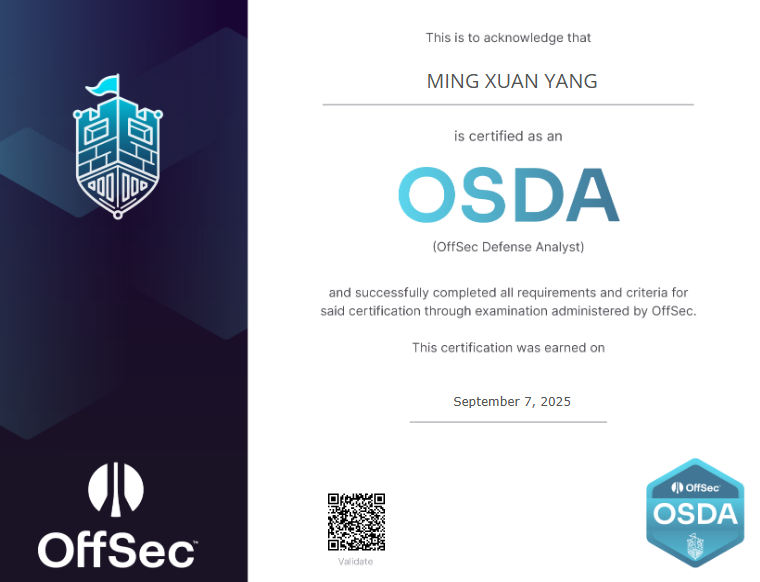 This is to acknowledge that
MING XUAN YANG
is certified as an
OSDA
(OffSec Defense Analyst)
and successfully completed all requirements and criteria for
said certification through examination administered by OffSec.
This certification was earned on
September 7, 2025
OffSec™
Validate
OffSec™
OSDA